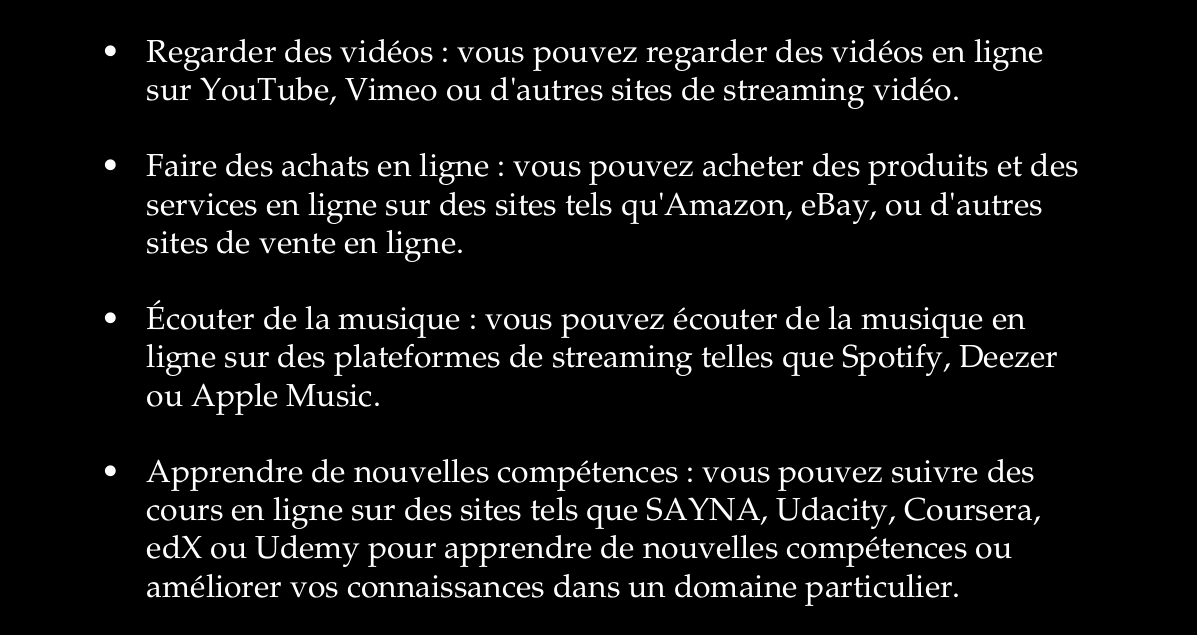 • Regarder des vidéos : vous pouvez regarder des vidéos en ligne
sur YouTube, Vimeo ou d'autres sites de streaming vidéo.
• Faire des achats en ligne : vous pouvez acheter des produits et des
services en ligne sur des sites tels qu'Amazon, eBay, ou d'autres
sites de vente en ligne.
• Écouter de la musique : vous pouvez écouter de la musique en
ligne sur des plateformes de streaming telles que Spotify, Deezer
ou Apple Music.
• Apprendre de nouvelles compétences : vous pouvez suivre des
cours en ligne sur des sites tels que SAYNA, Udacity, Coursera,
edX ou Udemy pour apprendre de nouvelles compétences ou
améliorer vos connaissances dans un domaine particulier.